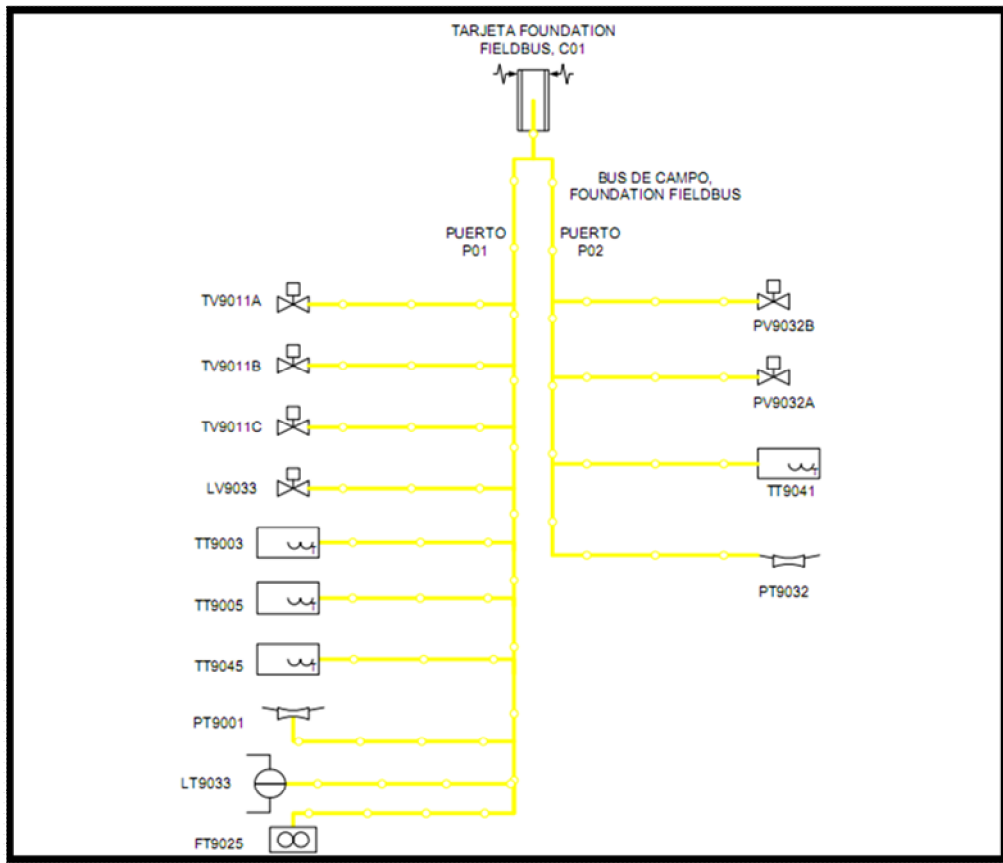 TARJETA FOUNDATION
FIELDBUS, C01
BUS DE CAMPO,
FOUNDATION FIELDBUS
PUERTO
P01
PUERTO
P02
TV9011A
TV9011B
TV9011C
LV9033
TT9003
T
TT9005
T
TT9045
T
PT9001
LT9033
FT9025
PV9032B
PV9032A
T
TT9041
PT9032